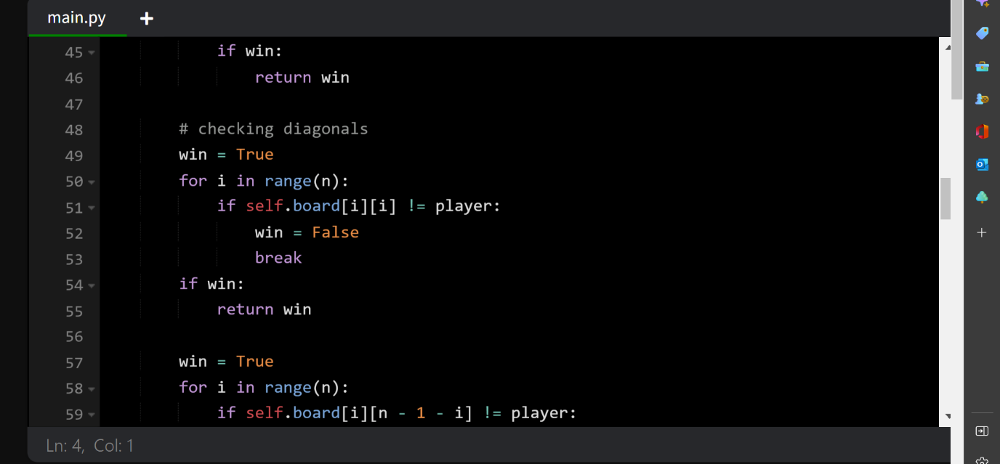 main.py +
45 if win:
46 return win
47
48 # checking diagonals
49 win = True
50 for i in range(n):
51 if self.board[i][i] != player:
52 win = False
53 break
54 if win:
55 return win
56
57 win = True
58 for i in range(n):
59 if self.board[i][n - 1 - i] != player:
Ln: 4, Col: 1